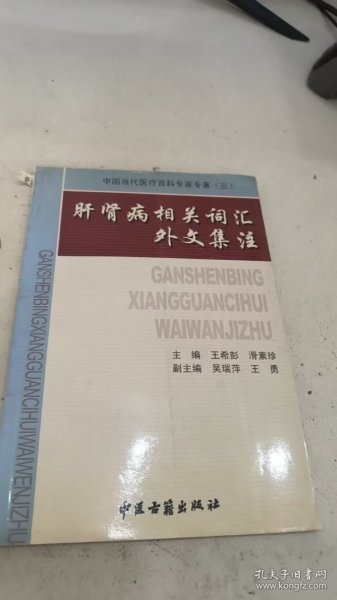 中国当代医疗百科专家专著（三）
肝肾病相关词汇
外文集注
GANSHENBING
XIANGGUANCIHUI
WAIWANJIZHU
GANSHENBINGXIANGGUANCIHUIWAIWENJIZHU
主 编 王希彭 滑素珍
副主编 吴瑞萍 王 勇
中医古籍出版社
孔夫子旧书网
www.kongfz.com